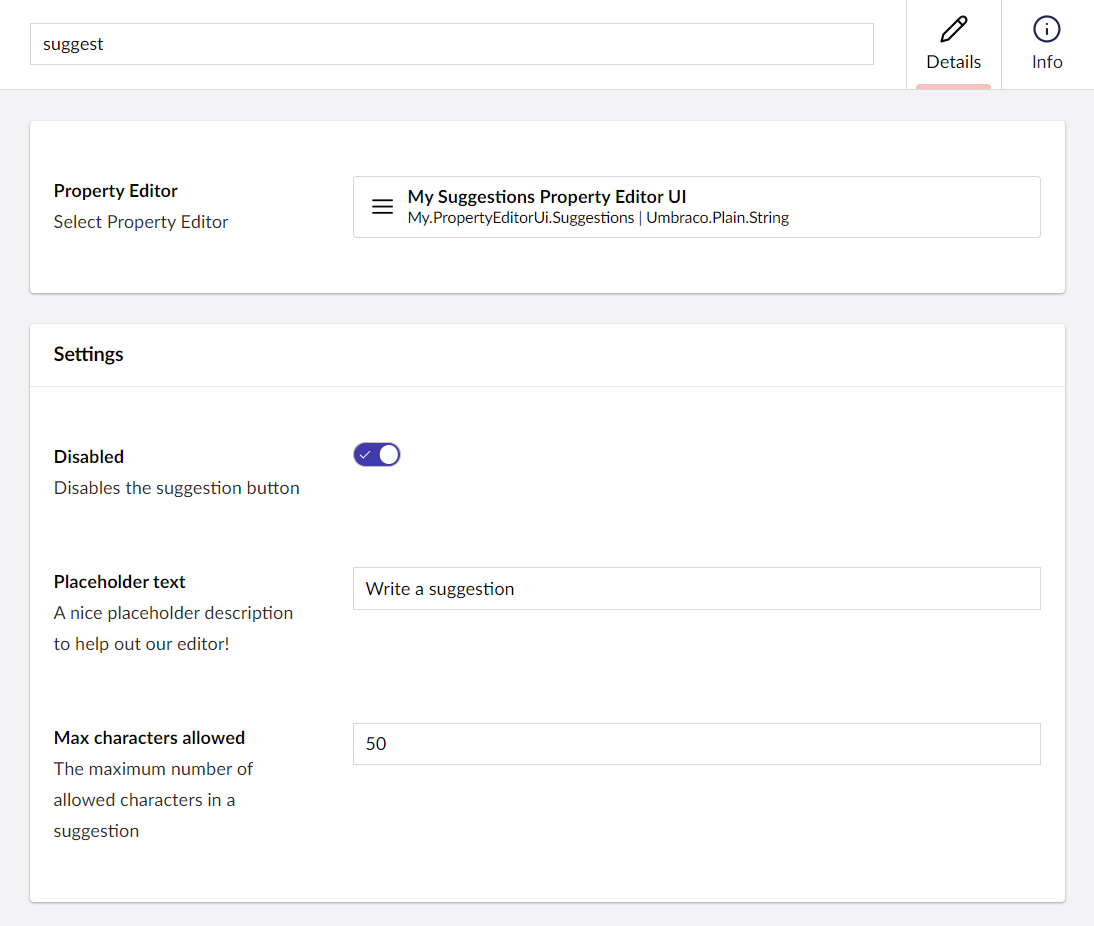 suggest
Details
Info
Property Editor
Select Property Editor
My Suggestions Property Editor UI
My.PropertyEditorUi.Suggestions | Umbraco.Plain.String
Settings
Disabled
Disables the suggestion button
Placeholder text
A nice placeholder description
to help out our editor!
Write a suggestion
Max characters allowed
The maximum number of
allowed characters in a
suggestion
50